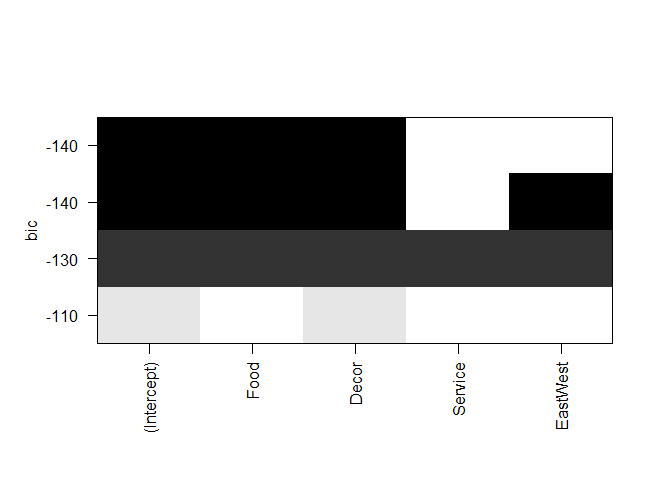 -140
-140
-130
-110
bic
(Intercept)
Food
Decor
Service
EastWest